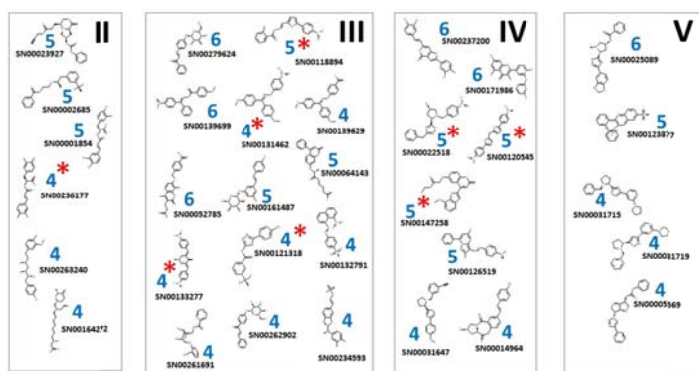 II
5
SN00023927
5
SN00002685
5
SN00001854
4 *
SN00236177
4
SN00263240
4
III
6
SN00279624
5 *
SN00118894
6
SN00139699
4 *
SN00131462
4
SN00139629
5
SN00064143
6
SN00052785
5
SN00161487
4 *
SN00133277
4 *
SN00121318
4
SN00132791
4
SN00261691
4
SN00262902
4
SN00234593
IV
6
SN00237200
6
SN00171986
5 *
SN00022518
5 *
SN00120545
5 *
SN00147258
5
SN00126519
4
SN00031647
4
SN00014964
V
6
SN00025089
5
4
SN00031715
4
4